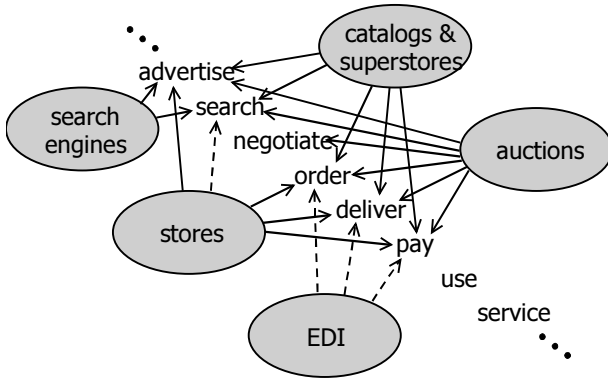 catalogs &
superstores
advertise
search
engines
search
negotiate
auctions
order
deliver
stores
pay
use
service
EDI